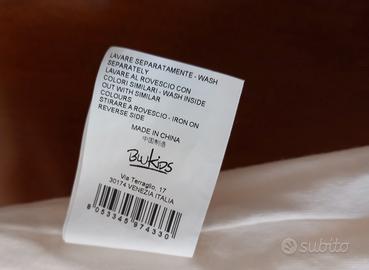 LAVARE SEPARATAMENTE - WASH
SEPARATELY
LAVARE AL ROVESCIO CON
COLORI SIMILARI - WASH INSIDE
OUT WITH SIMILAR
COLOURS
STIRARE A ROVESCIO - IRON ON
REVERSE SIDE
MADE IN CHINA
中国制造
BWKIDS
Via Terraglio, 17
30174 VENEZIA ITALIA
8 053345 974330
subito